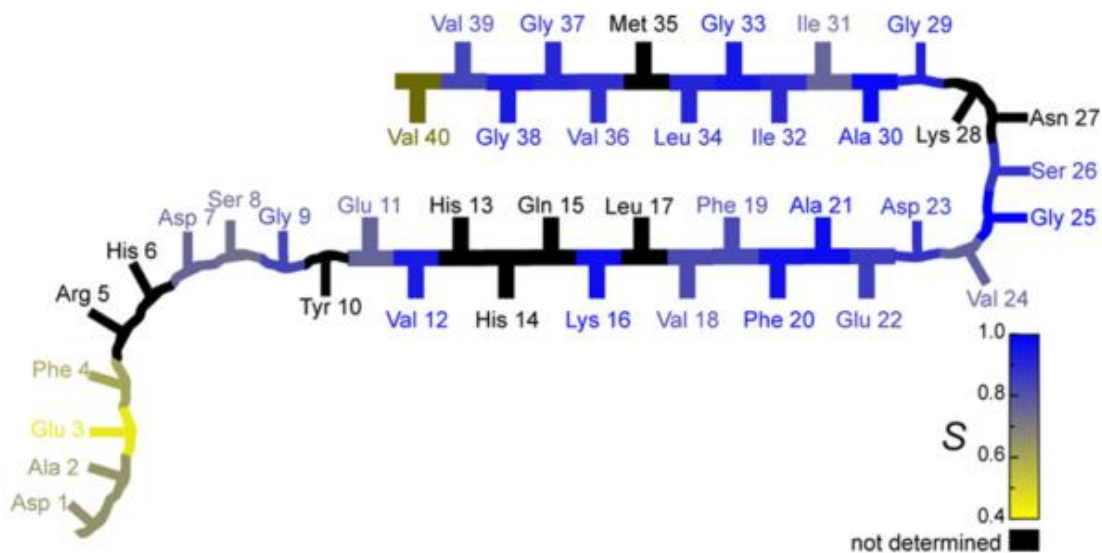 Val 39 Gly 37 Met 35 Gly 33 Ile 31 Gly 29
Val 40 Gly 38 Val 36 Leu 34 Ile 32 Ala 30 Lys 28 Asn 27
Ser 26
Asp 7 Ser 8 Gly 9 Glu 11 His 13 Gln 15 Leu 17 Phe 19 Ala 21 Asp 23 Gly 25
His 6
Arg 5 Tyr 10 Val 12 His 14 Lys 16 Val 18 Phe 20 Glu 22 Val 24
Phe 4
Glu 3
Ala 2
Asp 1
S
1.0
0.8
0.6
0.4
not determined